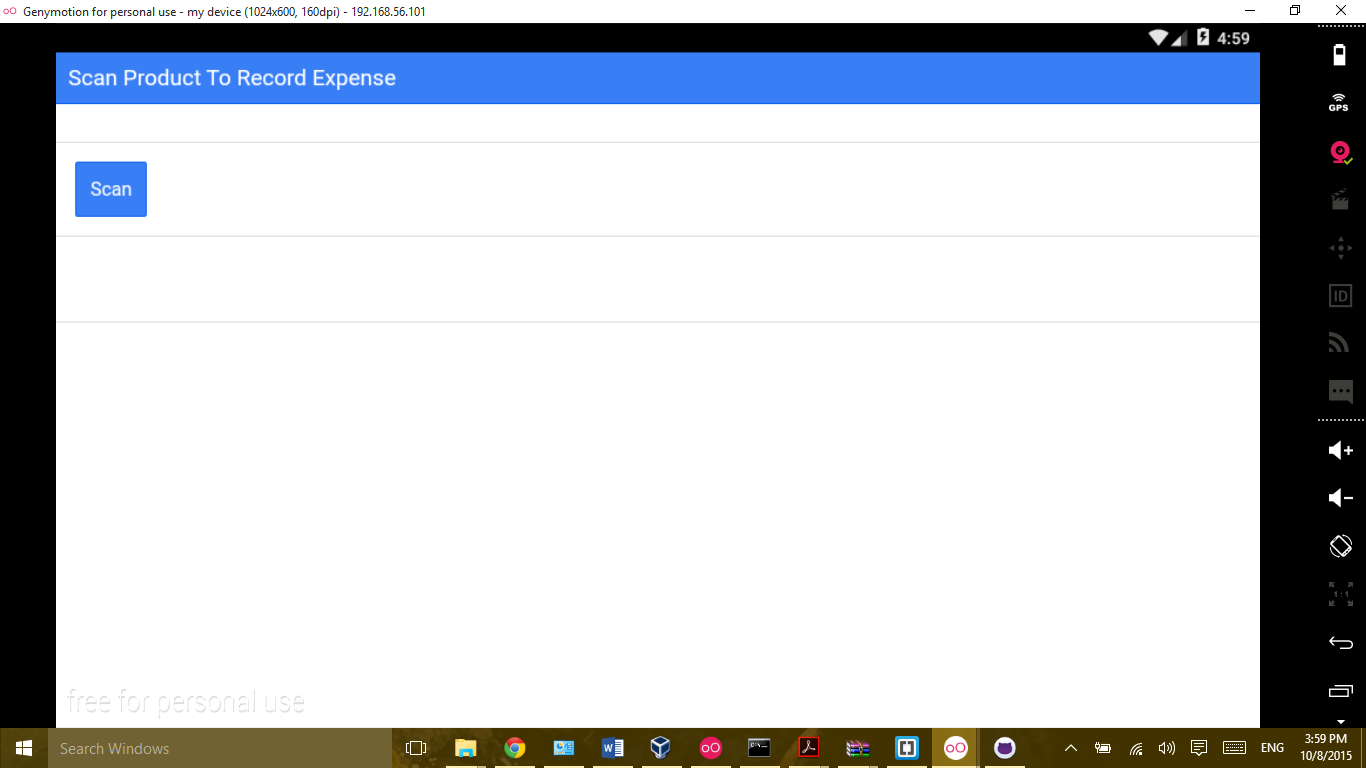 Genymotion for personal use - my device (1024x600, 160dpi) - 192.168.56.101
4:59
Scan Product To Record Expense
GPS
Scan
ID
1:1
free for personal use
Search Windows
ENG
3:59 PM
10/8/2015